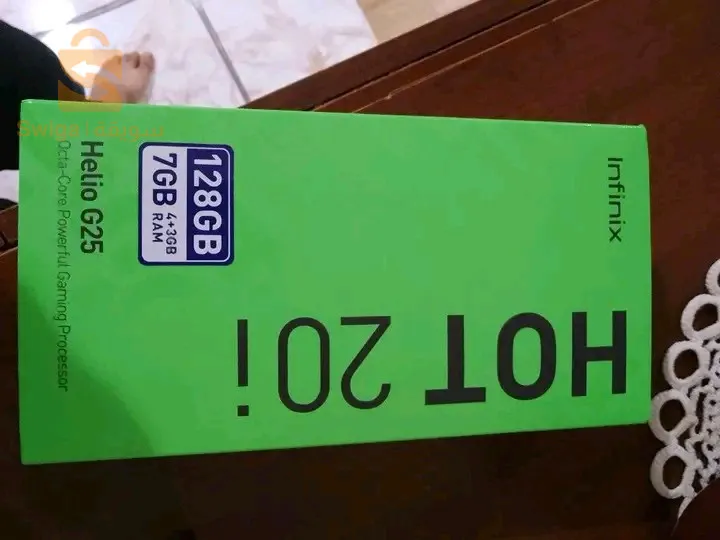 Infinix
HOT 20i
128GB
7GB 4+3GB
RAM
Helio G25
Octa-Core Powerful Gaming Processor